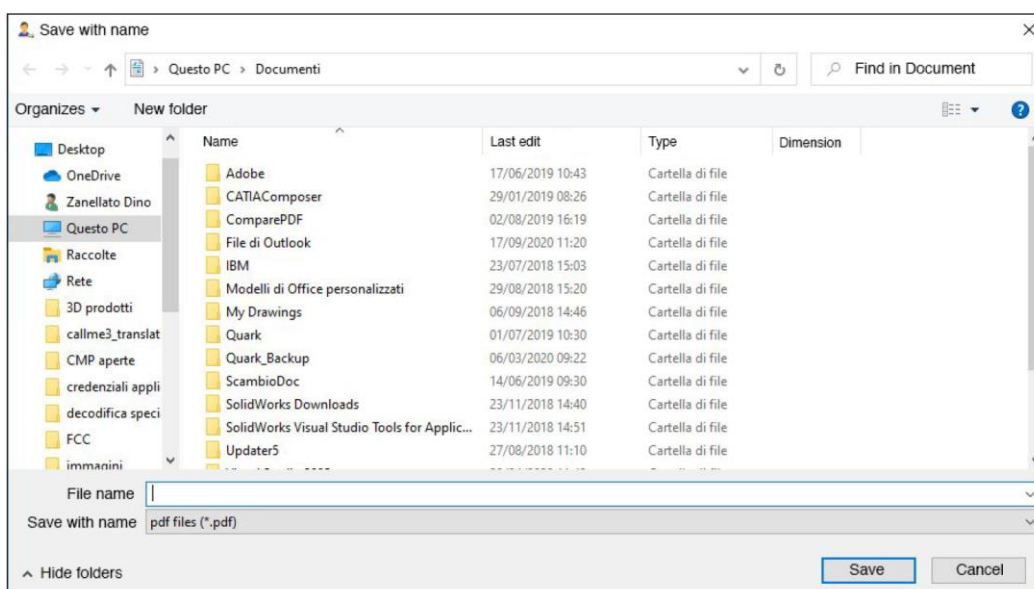 Save with name
Questo PC > Documenti
Find in Document
Organizes New folder
Name Last edit Type Dimension
Desktop
OneDrive
Zanellato Dino
Questo PC
Raccolte
Rete
3D prodotti
callme3_translat
CMP aperte
credenziali appli
decodifica speci
FCC
immagini
Adobe 17/06/2019 10:43 Cartella di file
CATIAComposer 29/01/2019 08:26 Cartella di file
ComparePDF 02/08/2019 16:19 Cartella di file
File di Outlook 17/09/2020 11:20 Cartella di file
IBM 23/07/2018 15:03 Cartella di file
Modelli di Office personalizzati 29/08/2018 15:20 Cartella di file
My Drawings 06/09/2018 14:46 Cartella di file
Quark 01/07/2019 10:30 Cartella di file
Quark_Backup 06/03/2020 09:22 Cartella di file
ScambioDoc 14/06/2019 09:30 Cartella di file
SolidWorks Downloads 23/11/2018 14:40 Cartella di file
SolidWorks Visual Studio Tools for Applic... 23/11/2018 14:51 Cartella di file
Updater5 27/08/2018 11:10 Cartella di file
File name
Save with name pdf files (*.pdf)
Hide folders
Save Cancel